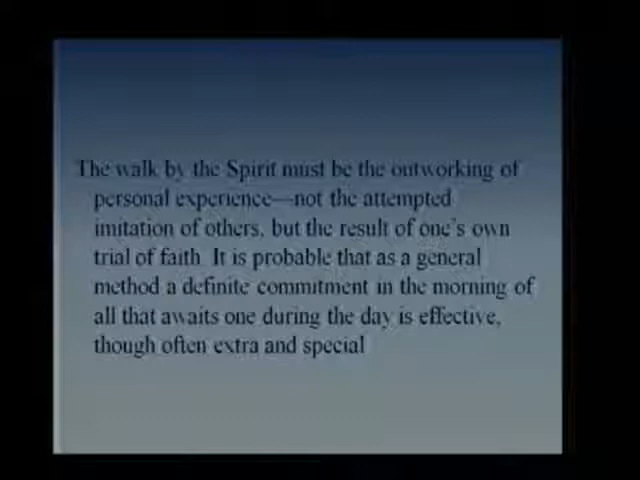 The walk by the Spirit must be the outworking of
personal experience—not the attempted
imitation of others, but the result of one's own
trial of faith. It is probable that as a general
method a definite commitment in the morning of
all that awaits one during the day is effective,
though often extra and special